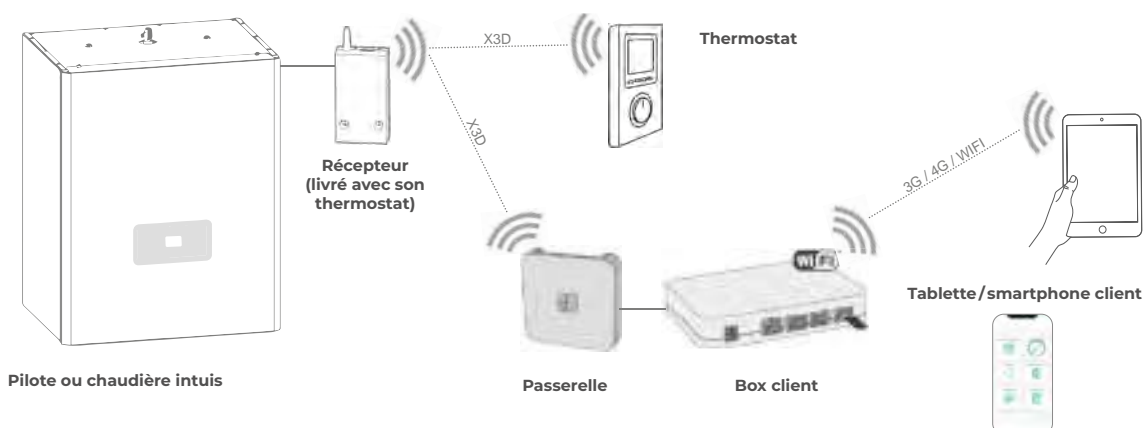 X3D
Thermostat
X3D
Récepteur
(livré avec son
thermostat)
3G / 4G / WIFI
WiFi
Tablette/smartphone client
Pilote ou chaudière intuis
Passerelle
Box client